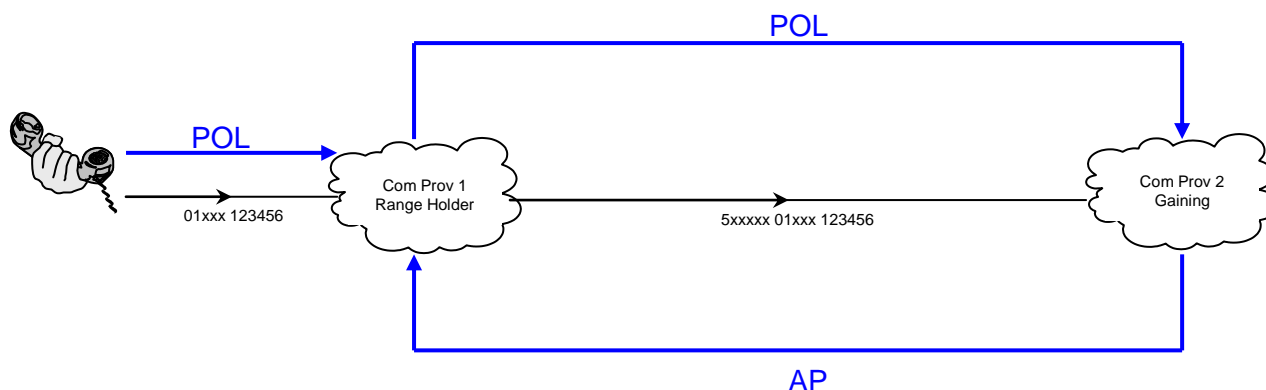 POL
POL
Com Prov 1
Range Holder
Com Prov 2
Gaining
01xxx 123456
5xxxxx 01xxx 123456
AP